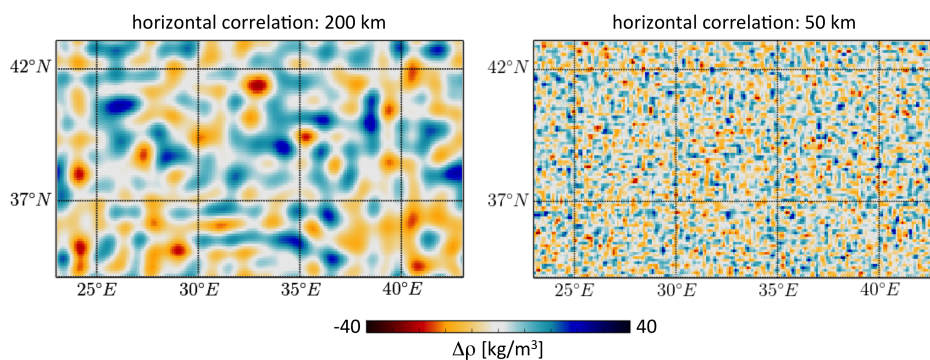 horizontal correlation: 200 km
horizontal correlation: 50 km
42°N
37°N
25°E 30°E 35°E 40°E
42°N
37°N
25°E 30°E 35°E 40°E
-40 40
Δρ [kg/m³]